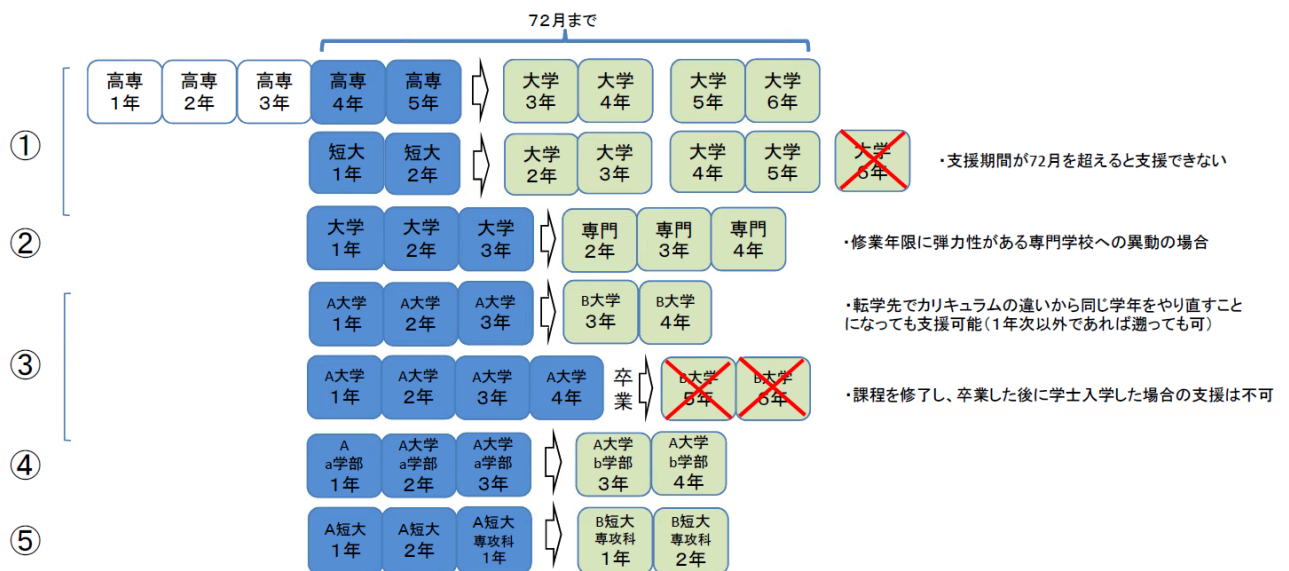 72月まで
高専 高専 高専 高専 高専 大学 大学 大学 大学
1年 2年 3年 4年 5年 3年 4年 5年 6年
①
短大 短大 大学 大学 大学 大学 大学
1年 2年 2年 3年 4年 5年 6年
・支援期間が72月を超えると支援できない
②
大学 大学 大学 専門 専門 専門
1年 2年 3年 2年 3年 4年
・修業年限に弾力性がある専門学校への異動の場合
A大学 A大学 A大学 B大学 B大学
1年 2年 3年 3年 4年
・転学先でカリキュラムの違いから同じ学年をやり直すこと
になっても支援可能(1年次以外であれば遡っても可)
③
A大学 A大学 A大学 A大学 卒業 B大学 B大学
1年 2年 3年 4年 5年 6年
・課程を修了し、卒業した後に学士入学した場合の支援は不可
④
A A大学 A大学 A大学 A大学
a学部 a学部 a学部 b学部 b学部
1年 2年 3年 3年 4年
⑤
A短大 A短大 A短大 B短大 B短大
専攻科 専攻科 専攻科
1年 2年 1年 1年 2年